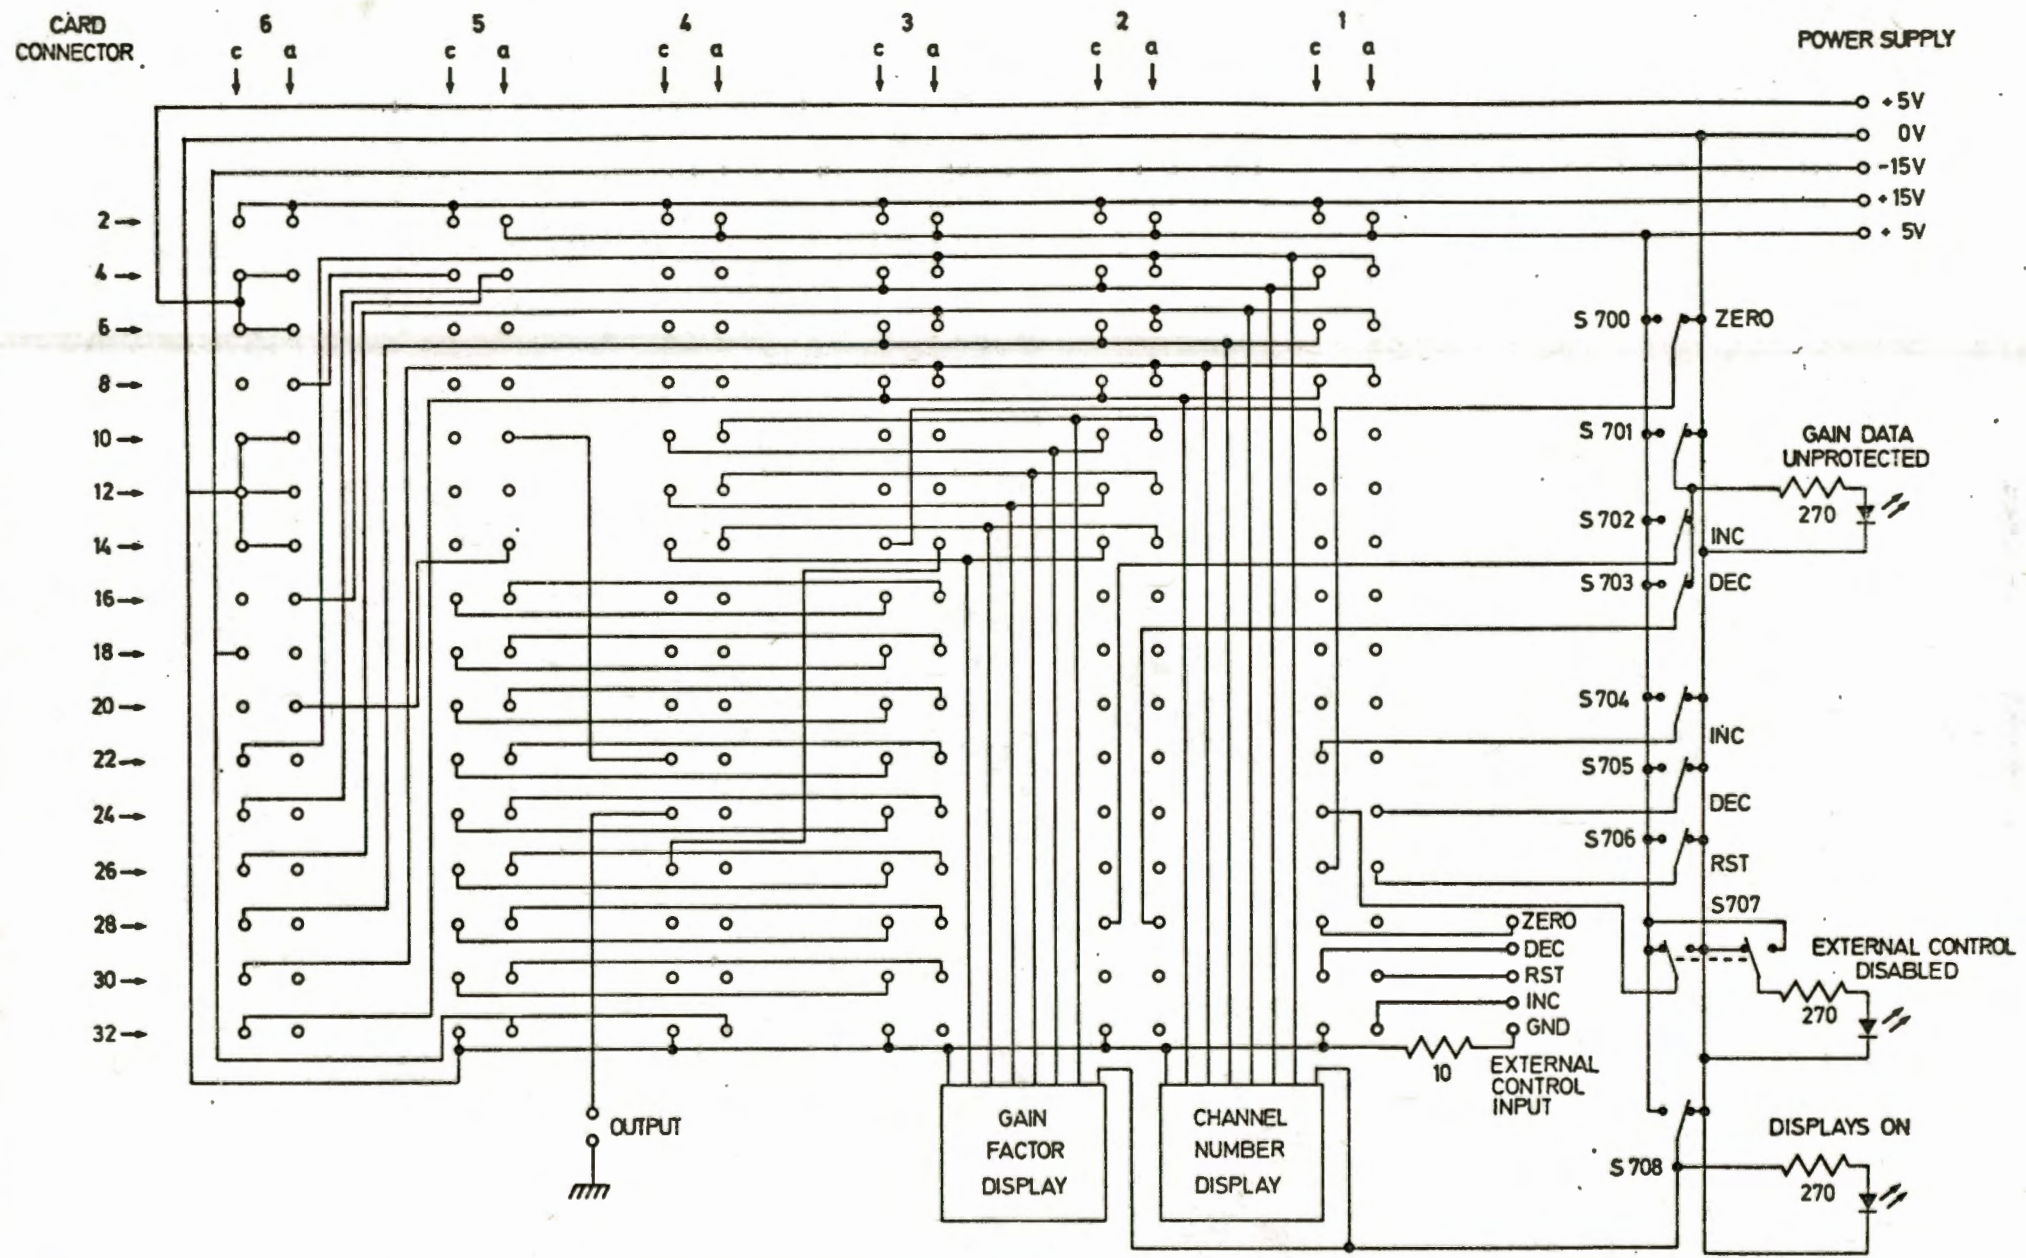 CARD CONNECTOR
6
5
4
3
2
1
c a
c a
c a
c a
c a
c a
POWER SUPPLY
+5V
0V
-15V
+15V
+ 5V
2
4
6
8
10
12
14
16
18
20
22
24
26
28
30
32
S 700
ZERO
S 701
GAIN DATA
UNPROTECTED
270
S 702
INC
S 703
DEC
S 704
INC
S 705
DEC
S 706
RST
S707
EXTERNAL CONTROL
DISABLED
270
ZERO
DEC
RST
INC
GND
10
EXTERNAL
CONTROL
INPUT
OUTPUT
GAIN
FACTOR
DISPLAY
CHANNEL
NUMBER
DISPLAY
DISPLAYS ON
S 708
270